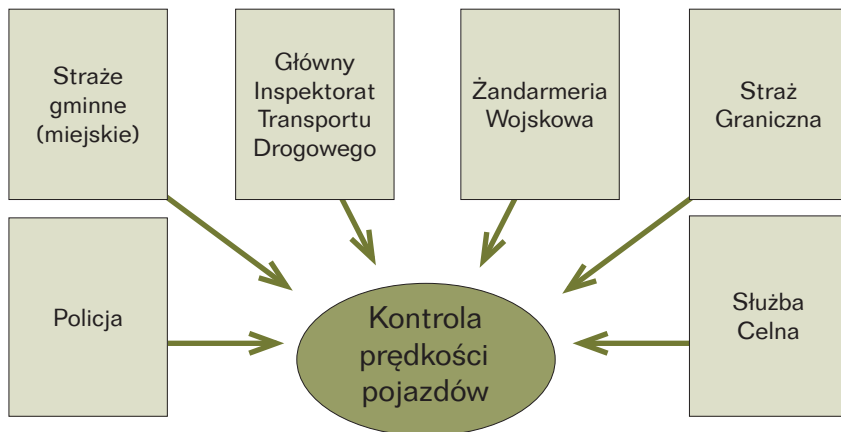 Straże
gminne
(miejskie)
Główny
Inspektorat
Transportu
Drogowego
Żandarmeria
Wojskowa
Straż
Graniczna
Policja
Kontrola
prędkości
pojazdów
Służba
Celna